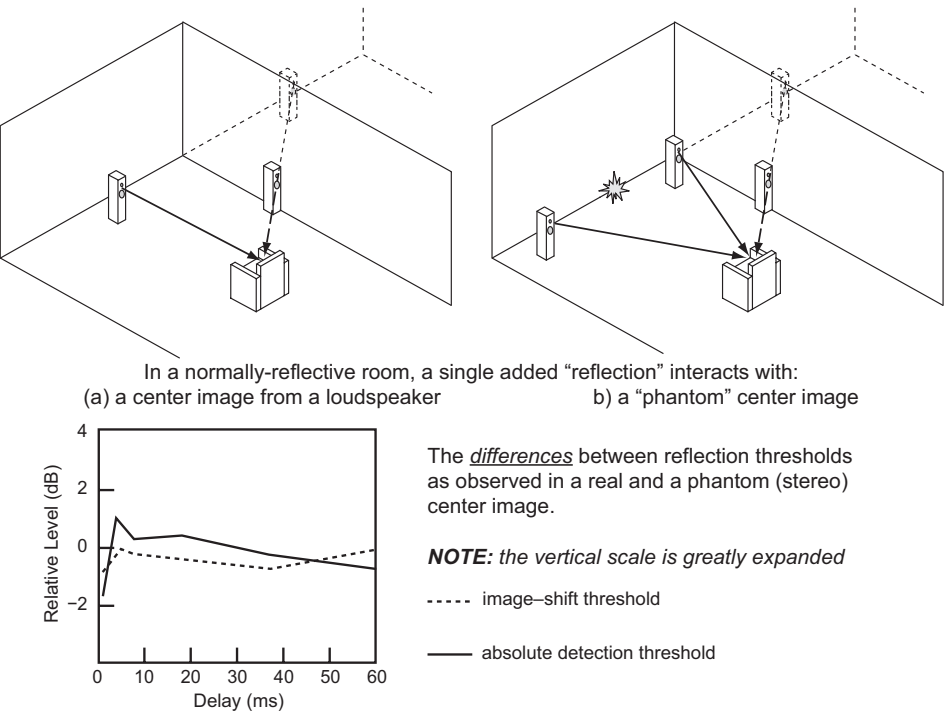 In a normally-reflective room, a single added “reflection” interacts with:
(a) a center image from a loudspeaker
b) a “phantom” center image
4
2
0
−2
Relative Level (dB)
0 10 20 30 40 50 60
Delay (ms)
The differences between reflection thresholds
as observed in a real and a phantom (stereo)
center image.
NOTE: the vertical scale is greatly expanded
image–shift threshold
absolute detection threshold